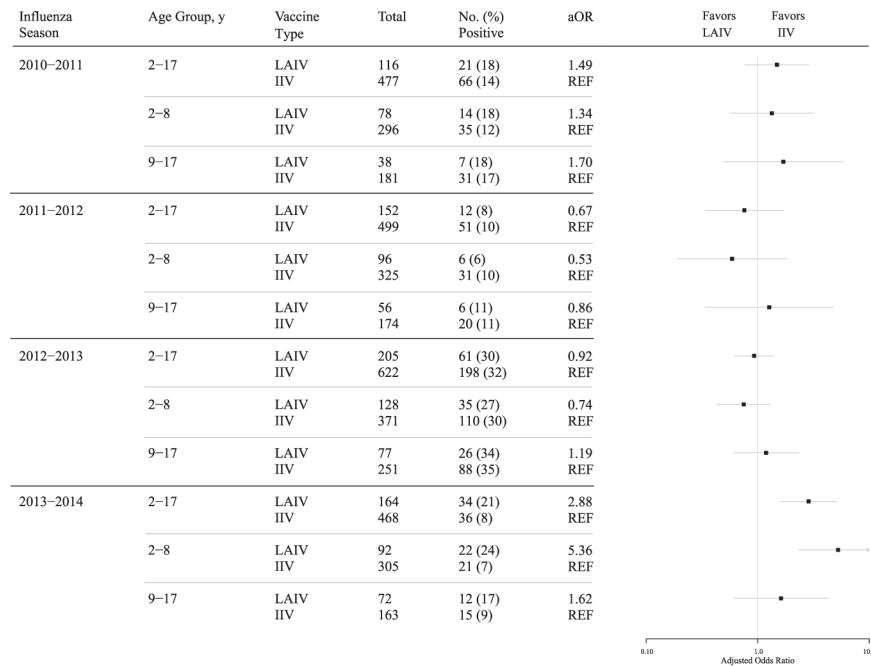 Influenza Season Age Group, y Vaccine Type Total No. (%) Positive aOR Favors LAIV Favors IIV
2010−2011 2−17 LAIV 116 21 (18) 1.49
IIV 477 66 (14) REF
2−8 LAIV 78 14 (18) 1.34
IIV 296 35 (12) REF
9−17 LAIV 38 7 (18) 1.70
IIV 181 31 (17) REF
2011−2012 2−17 LAIV 152 12 (8) 0.67
IIV 499 51 (10) REF
2−8 LAIV 96 6 (6) 0.53
IIV 325 31 (10) REF
9−17 LAIV 56 6 (11) 0.86
IIV 174 20 (11) REF
2012−2013 2−17 LAIV 205 61 (30) 0.92
IIV 622 198 (32) REF
2−8 LAIV 128 35 (27) 0.74
IIV 371 110 (30) REF
9−17 LAIV 77 26 (34) 1.19
IIV 251 88 (35) REF
2013−2014 2−17 LAIV 164 34 (21) 2.88
IIV 468 36 (8) REF
2−8 LAIV 92 22 (24) 5.36
IIV 305 21 (7) REF
9−17 LAIV 72 12 (17) 1.62
IIV 163 15 (9) REF
0.10 1.0 10.
Adjusted Odds Ratio